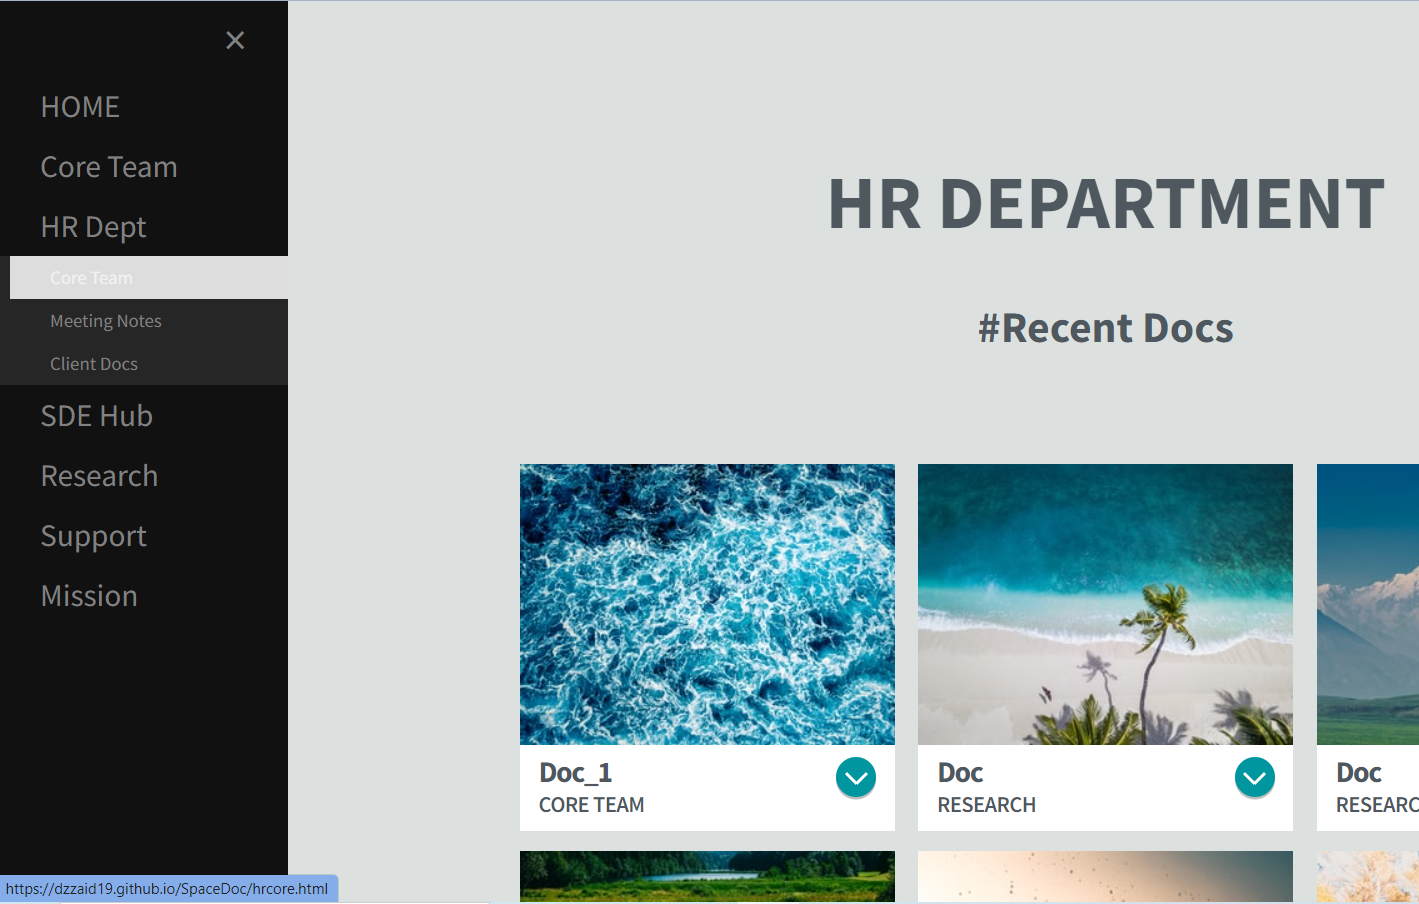 ×
HOME
Core Team
HR Dept
Core Team
Meeting Notes
Client Docs
SDE Hub
Research
Support
Mission
HR DEPARTMENT
#Recent Docs
Doc_1
CORE TEAM
Doc
RESEARCH
Doc
RESEARC
https://dzzaid19.github.io/SpaceDoc/hrcore.html